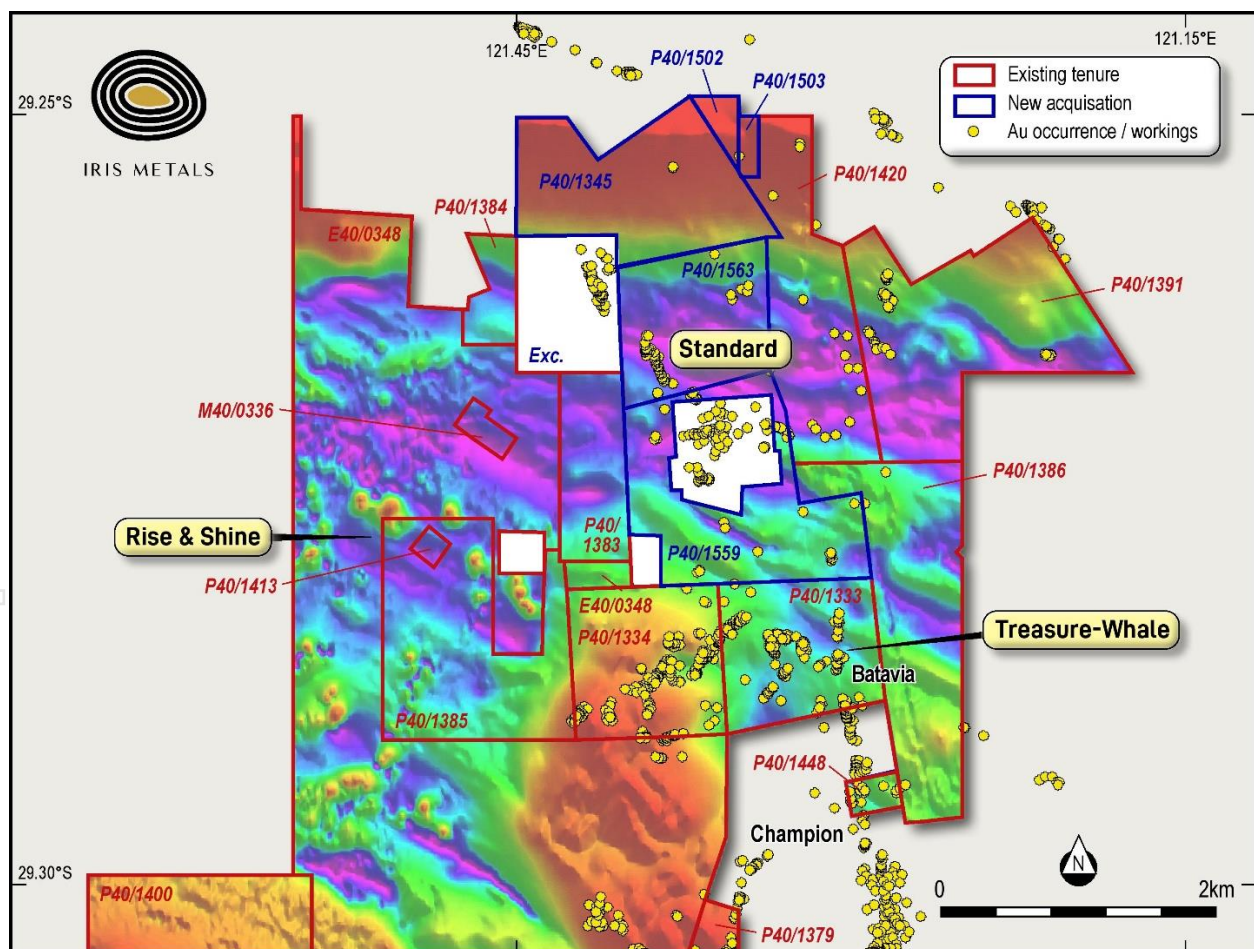 121.45°E
121.15°E
29.25°S
IRIS METALS
P40/1502
P40/1503
Existing tenure
New acquisation
Au occurrence / workings
P40/1345
P40/1420
P40/1384
E40/0348
P40/1563
P40/1391
Standard
Exc.
M40/0336
P40/1386
Rise & Shine
P40/
1383
P40/1559
P40/1413
E40/0348
P40/1333
P40/1334
Treasure-Whale
Batavia
P40/1385
P40/1448
Champion
N
29.30°S
P40/1400
0
2km
P40/1379